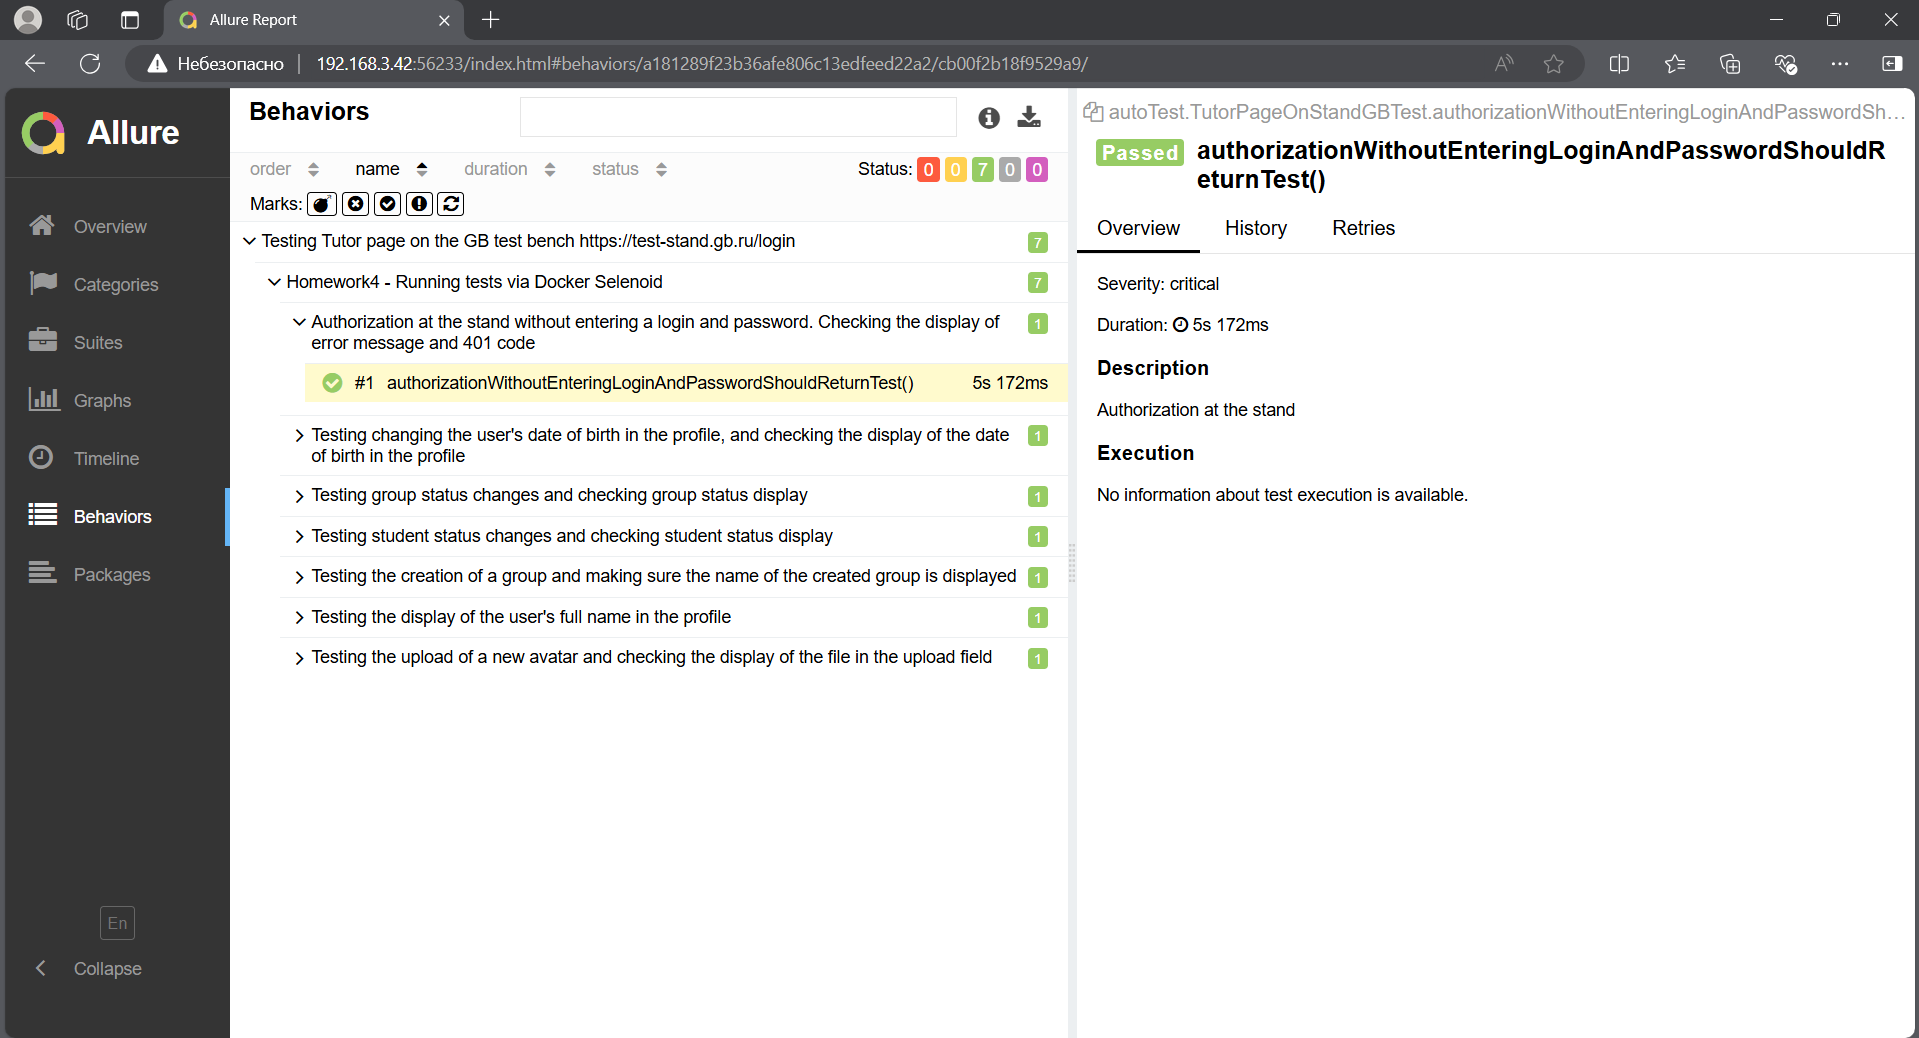 Allure Report
Небезопасно
192.168.3.42:56233/index.html#behaviors/a181289f23b36afe806c13edfeed22a2/cb00f2b18f9529a9/
Allure
Overview
Categories
Suites
Graphs
Timeline
Behaviors
Packages
En
Collapse
Behaviors
order name duration status Status: 0 0 7 0 0
Marks:
Testing Tutor page on the GB test bench https://test-stand.gb.ru/login 7
Homework4 - Running tests via Docker Selenoid 7
Authorization at the stand without entering a login and password. Checking the display of 1
error message and 401 code
#1 authorizationWithoutEnteringLoginAndPasswordShouldReturnTest() 5s 172ms
Testing changing the user's date of birth in the profile, and checking the display of the date 1
of birth in the profile
Testing group status changes and checking group status display 1
Testing student status changes and checking student status display 1
Testing the creation of a group and making sure the name of the created group is displayed 1
Testing the display of the user's full name in the profile 1
Testing the upload of a new avatar and checking the display of the file in the upload field 1
autoTest.TutorPageOnStandGBTest.authorizationWithoutEnteringLoginAndPasswordSh...
Passed authorizationWithoutEnteringLoginAndPasswordShouldR
eturnTest()
Overview History Retries
Severity: critical
Duration: 5s 172ms
Description
Authorization at the stand
Execution
No information about test execution is available.